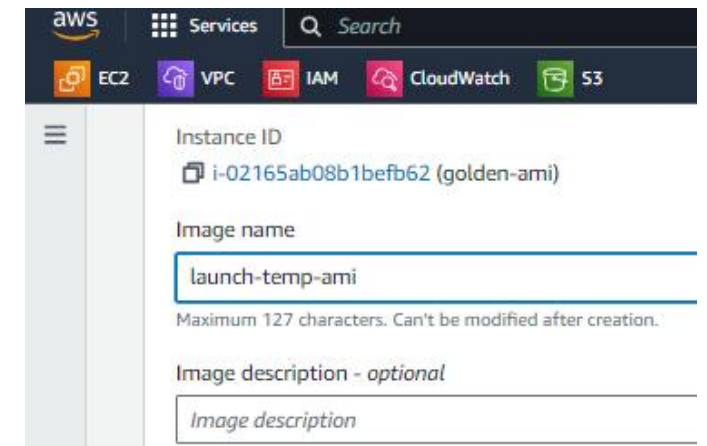 aws Services Search
EC2 VPC IAM CloudWatch S3
Instance ID
i-02165ab08b1befb62 (golden-ami)
Image name
launch-temp-ami
Maximum 127 characters. Can't be modified after creation.
Image description - optional
Image description